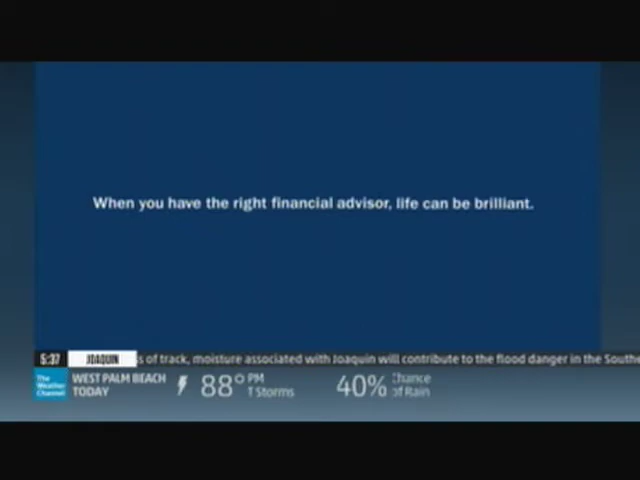 When you have the right financial advisor, life can be brilliant.
5:37 JOAQUIN s of track, moisture associated with Joaquin will contribute to the flood danger in the Southe
The Weather Channel
WEST PALM BEACH
TODAY
88° PM
T Storms
40% Chance
of Rain